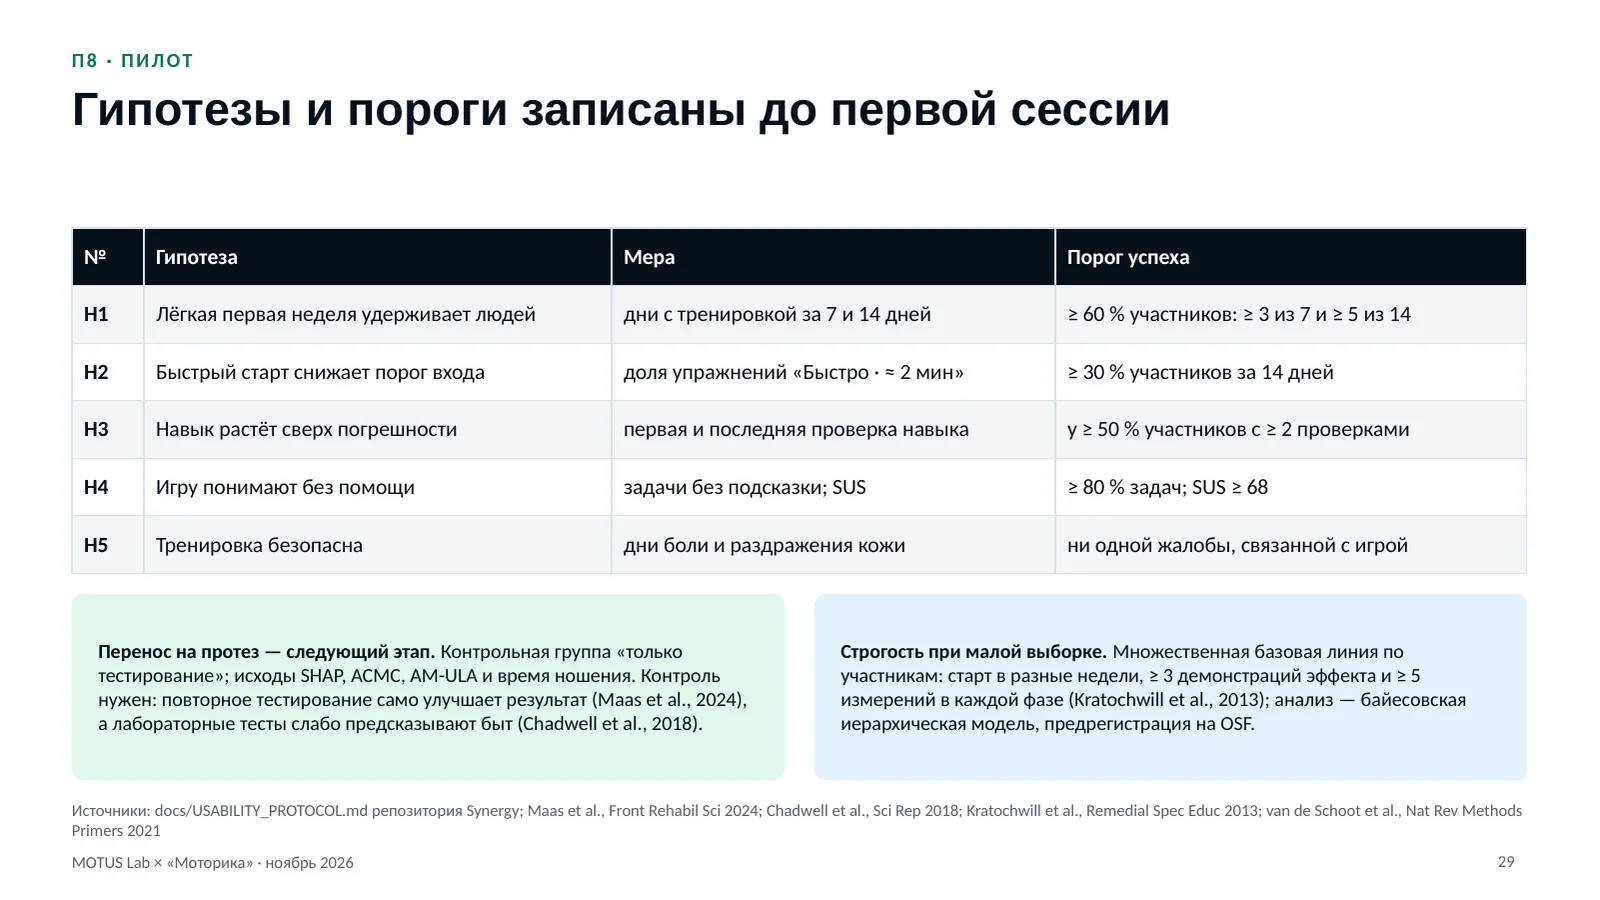 П8 · ПИЛОТ
Гипотезы и пороги записаны до первой сессии
№ Гипотеза Мера Порог успеха
H1 Лёгкая первая неделя удерживает людей дни с тренировкой за 7 и 14 дней ≥ 60 % участников: ≥ 3 из 7 и ≥ 5 из 14
H2 Быстрый старт снижает порог входа доля упражнений «Быстро · ≈ 2 мин» ≥ 30 % участников за 14 дней
H3 Навык растёт сверх погрешности первая и последняя проверка навыка у ≥ 50 % участников с ≥ 2 проверками
H4 Игру понимают без помощи задачи без подсказки; SUS ≥ 80 % задач; SUS ≥ 68
H5 Тренировка безопасна дни боли и раздражения кожи ни одной жалобы, связанной с игрой
Перенос на протез — следующий этап. Контрольная группа «только
тестирование»; исходы SHAP, ACMC, AM-ULA и время ношения. Контроль
нужен: повторное тестирование само улучшает результат (Maas et al., 2024),
а лабораторные тесты слабо предсказывают быт (Chadwell et al., 2018).
Строгость при малой выборке. Множественная базовая линия по
участникам: старт в разные недели, ≥ 3 демонстраций эффекта и ≥ 5
измерений в каждой фазе (Kratochwill et al., 2013); анализ — байесовская
иерархическая модель, предрегистрация на OSF.
Источники: docs/USABILITY_PROTOCOL.md репозитория Synergy; Maas et al., Front Rehabil Sci 2024; Chadwell et al., Sci Rep 2018; Kratochwill et al., Remedial Spec Educ 2013; van de Schoot et al., Nat Rev Methods
Primers 2021
MOTUS Lab × «Моторика» · ноябрь 2026
29